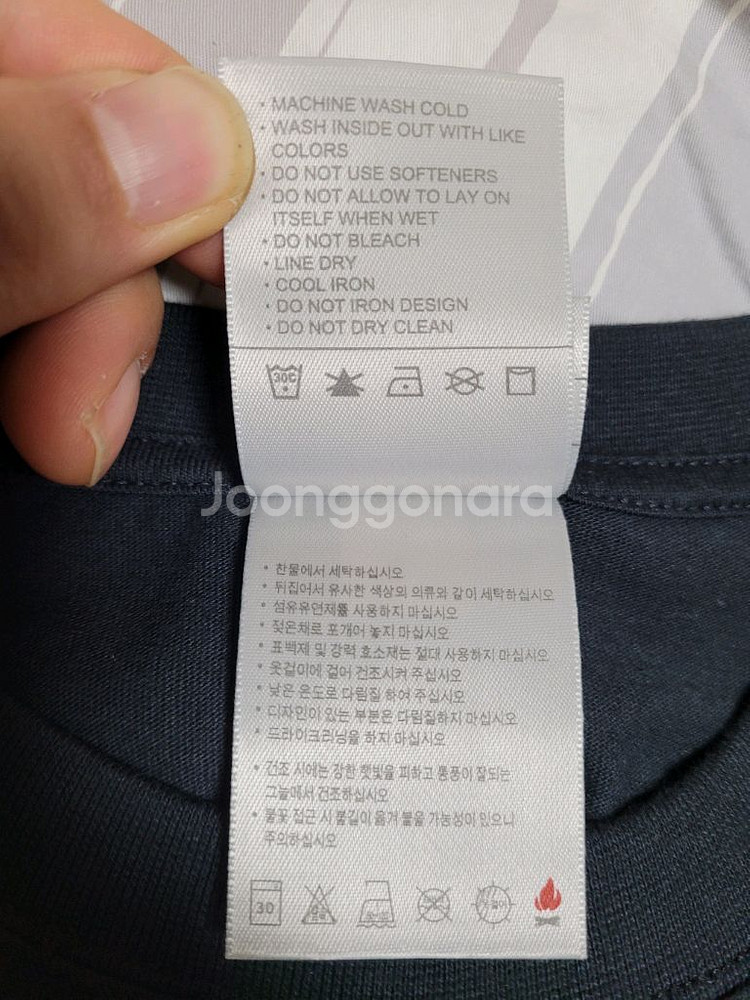 • MACHINE WASH COLD
• WASH INSIDE OUT WITH LIKE
COLORS
• DO NOT USE SOFTENERS
• DO NOT ALLOW TO LAY ON
ITSELF WHEN WET
• DO NOT BLEACH
• LINE DRY
• COOL IRON
• DO NOT IRON DESIGN
• DO NOT DRY CLEAN
30C
Joonggonara
• 찬물에서 세탁하십시오
• 뒤집어서 유사한 색상의 의류와 같이 세탁하십시오
• 섬유유연제를 사용하지 마십시오
• 젖은채로 포개어 놓지 마십시오
• 표백제 및 강력 효소제는 절대 사용하지 마십시오
• 옷걸이에 걸어 건조시켜 주십시오
• 낮은 온도로 다림질 하여 주십시오
• 디자인이 있는 부분은 다림질하지 마십시오
• 드라이크리닝을 하지 마십시오
• 건조 시에는 강한 햇빛을 피하고 통풍이 잘되는
그늘에서 건조하십시오
• 불꽃 접근 시 불길이 옮겨 붙을 가능성이 있으니
주의하십시오
30